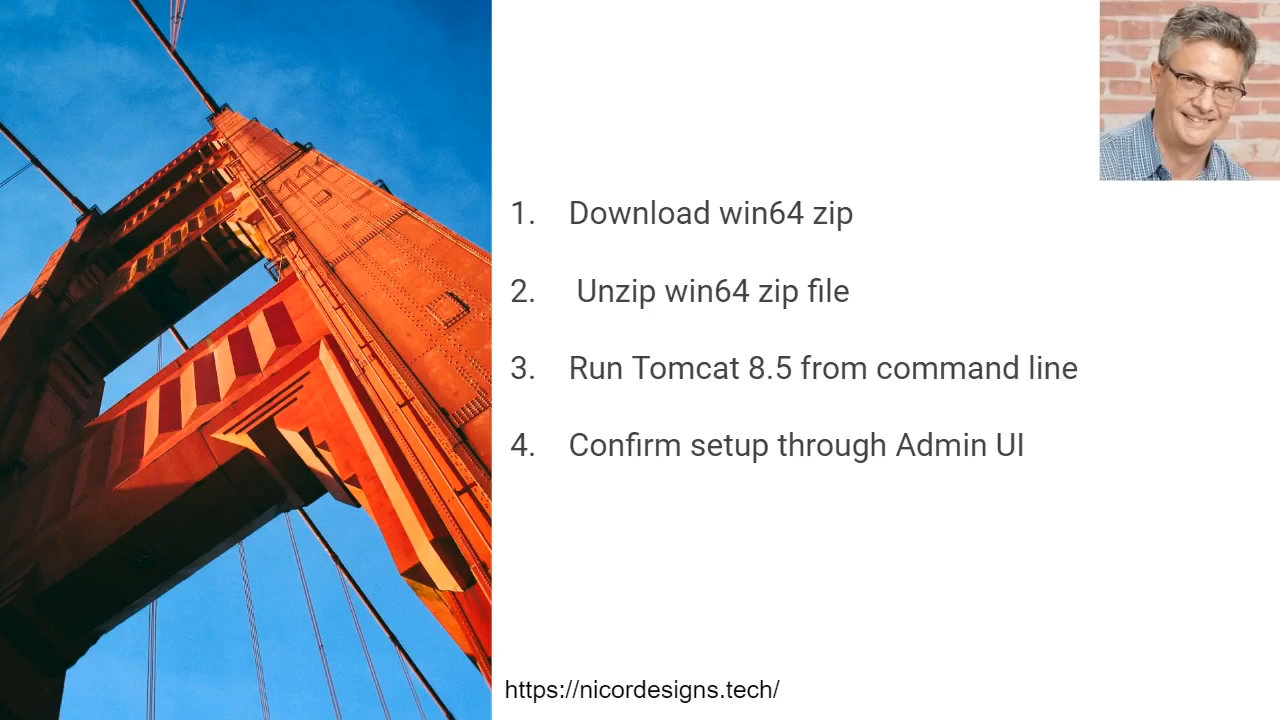 1. Download win64 zip
2. Unzip win64 zip file
3. Run Tomcat 8.5 from command line
4. Confirm setup through Admin UI
https://nicordesigns.tech/